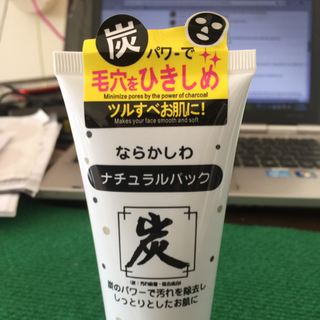 炭
パワーで
毛穴をひきしめ
Minimize pores by the power of charcoal
ツルすべお肌に!
Makes your face smooth and soft
ならかしわ
ナチュラルパック
炭
炭のパワーで汚れを除去し
しっとりとしたお肌に